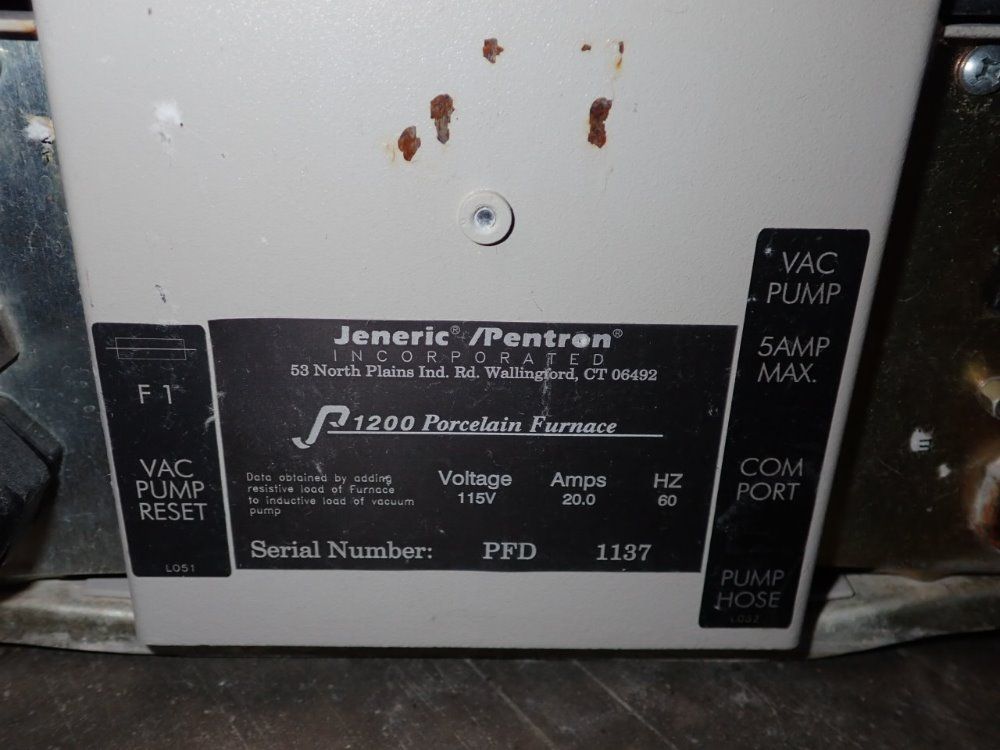 F1
VAC
PUMP
RESET
L051
Jeneric® /Pentron®
INCORPORATED
53 North Plains Ind. Rd. Wallingford, CT 06492
P1200 Porcelain Furnace
Data obtained by adding
resistive load of Furnace
to inductive load of vacuum
pump
Voltage Amps HZ
115V 20.0 60
Serial Number: PFD 1137
VAC
PUMP
5AMP
MAX.
COM
PORT
PUMP
HOSE
L052